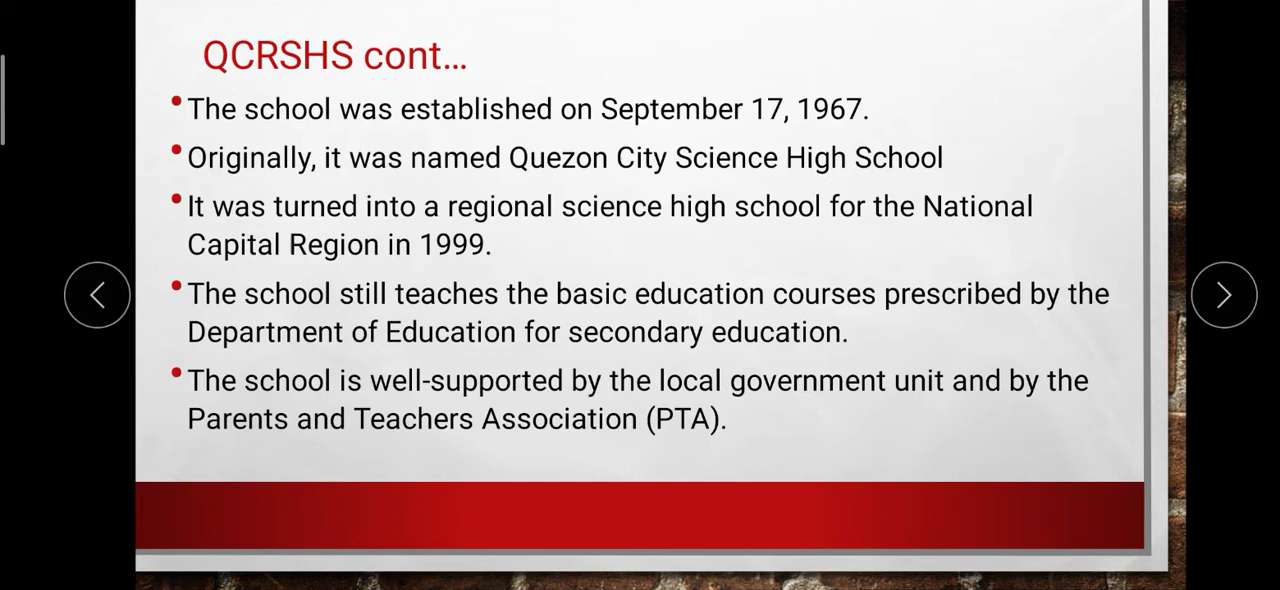 QCRSHS cont…
• The school was established on September 17, 1967.
• Originally, it was named Quezon City Science High School
• It was turned into a regional science high school for the National
Capital Region in 1999.
• The school still teaches the basic education courses prescribed by the
Department of Education for secondary education.
• The school is well-supported by the local government unit and by the
Parents and Teachers Association (PTA).